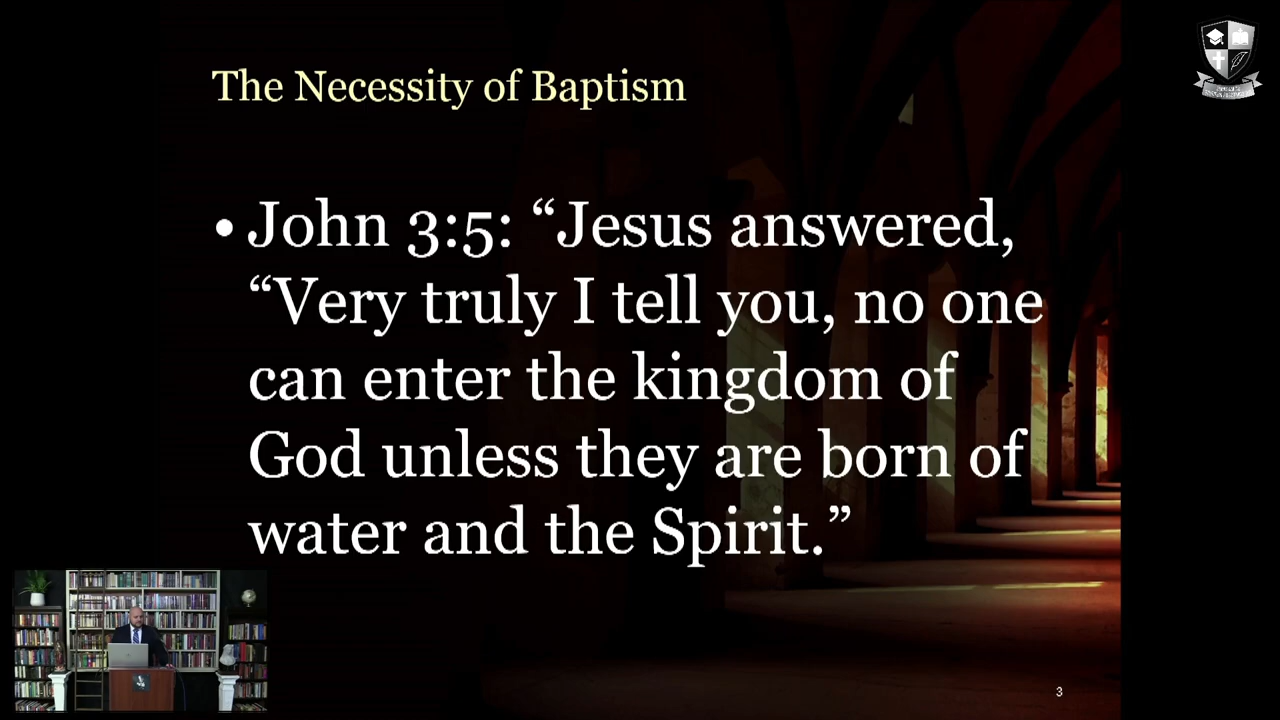 The Necessity of Baptism
• John 3:5: “Jesus answered,
“Very truly I tell you, no one
can enter the kingdom of
God unless they are born of
water and the Spirit.”
3